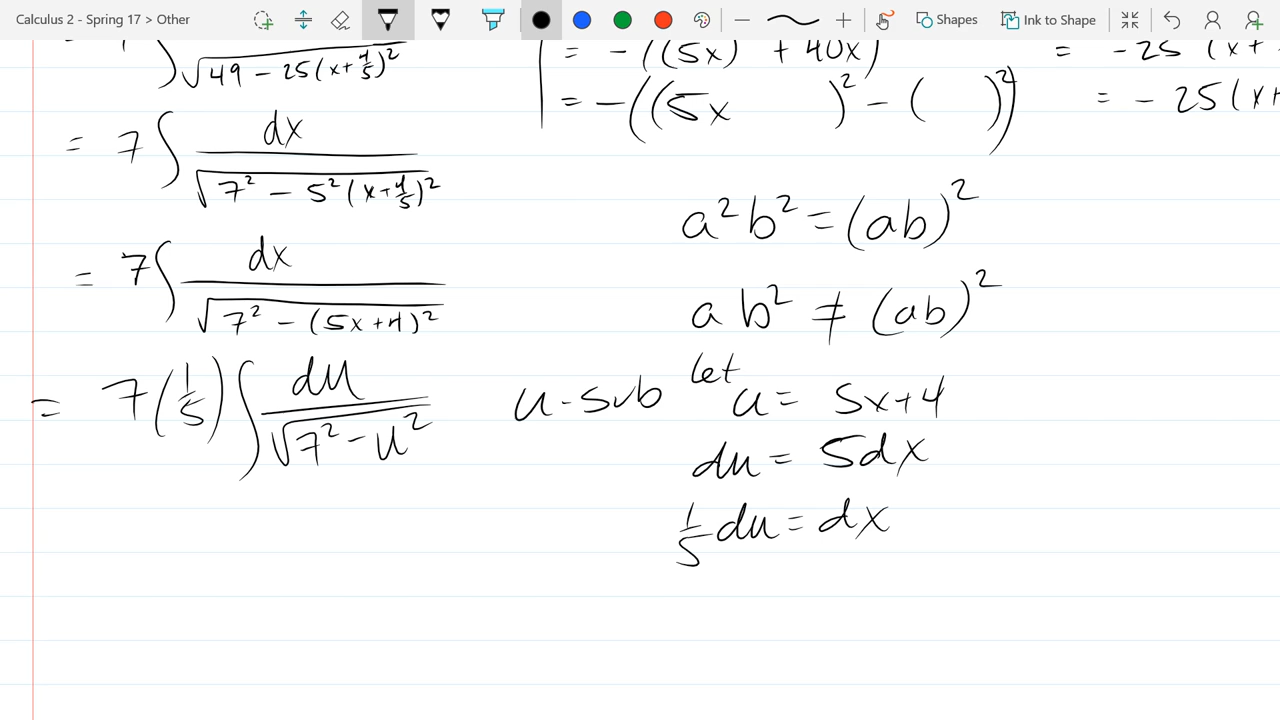 Calculus 2 - Spring 17 > Other
Shapes
Ink to Shape
√49 - 25(x+4/5)²
= -((5x) + 40x)
= -25 (x+
= 7 ∫ dx / √7² - 5²(x+4/5)²
= -((5x )² - ( )²)
= - 25(x+
a²b² = (ab)²
= 7 ∫ dx / √7² - (5x+4)²
ab² ≠ (ab)²
= 7(1/5) ∫ du / √7² - u²
u-sub let u = 5x+4
du = 5dx
1/5 du = dx